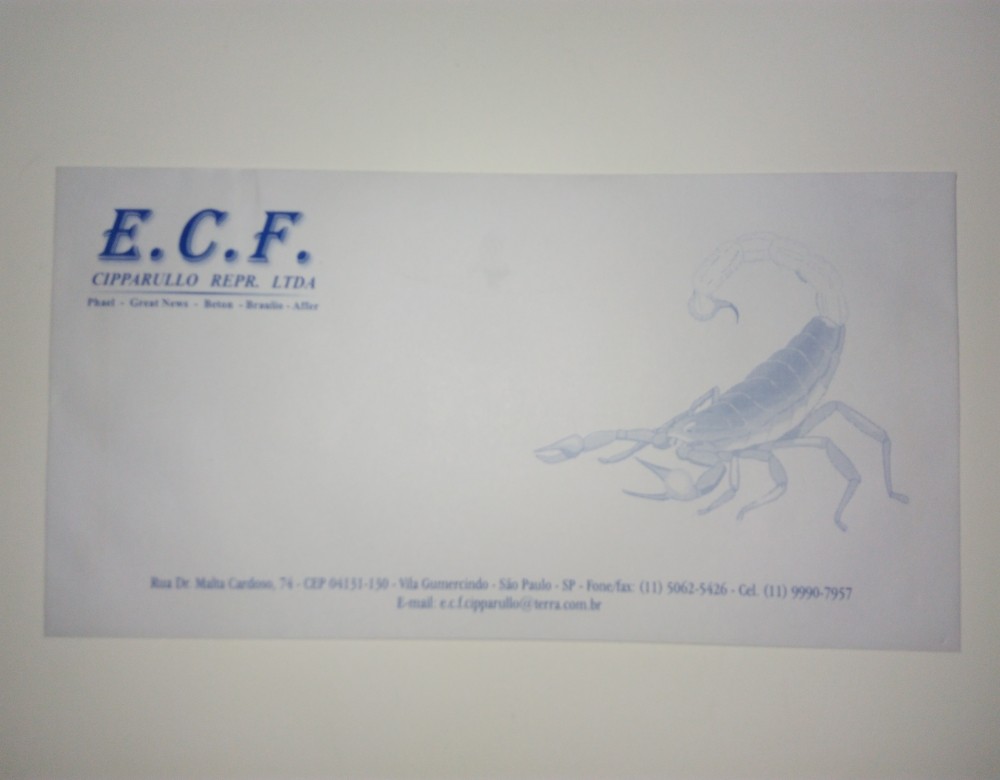 E.C.F.
CIPPARULLO REPR. LTDA
Phael - Great News - Beton - Braulio - Affer
Rua Dr. Malta Cardoso, 74 - CEP 04131-130 - Vila Gumercindo - São Paulo - SP - Fone/fax: (11) 5062-5426 - Cel. (11) 9990-7957
E-mail: e.c.f.cipparullo@terra.com.br